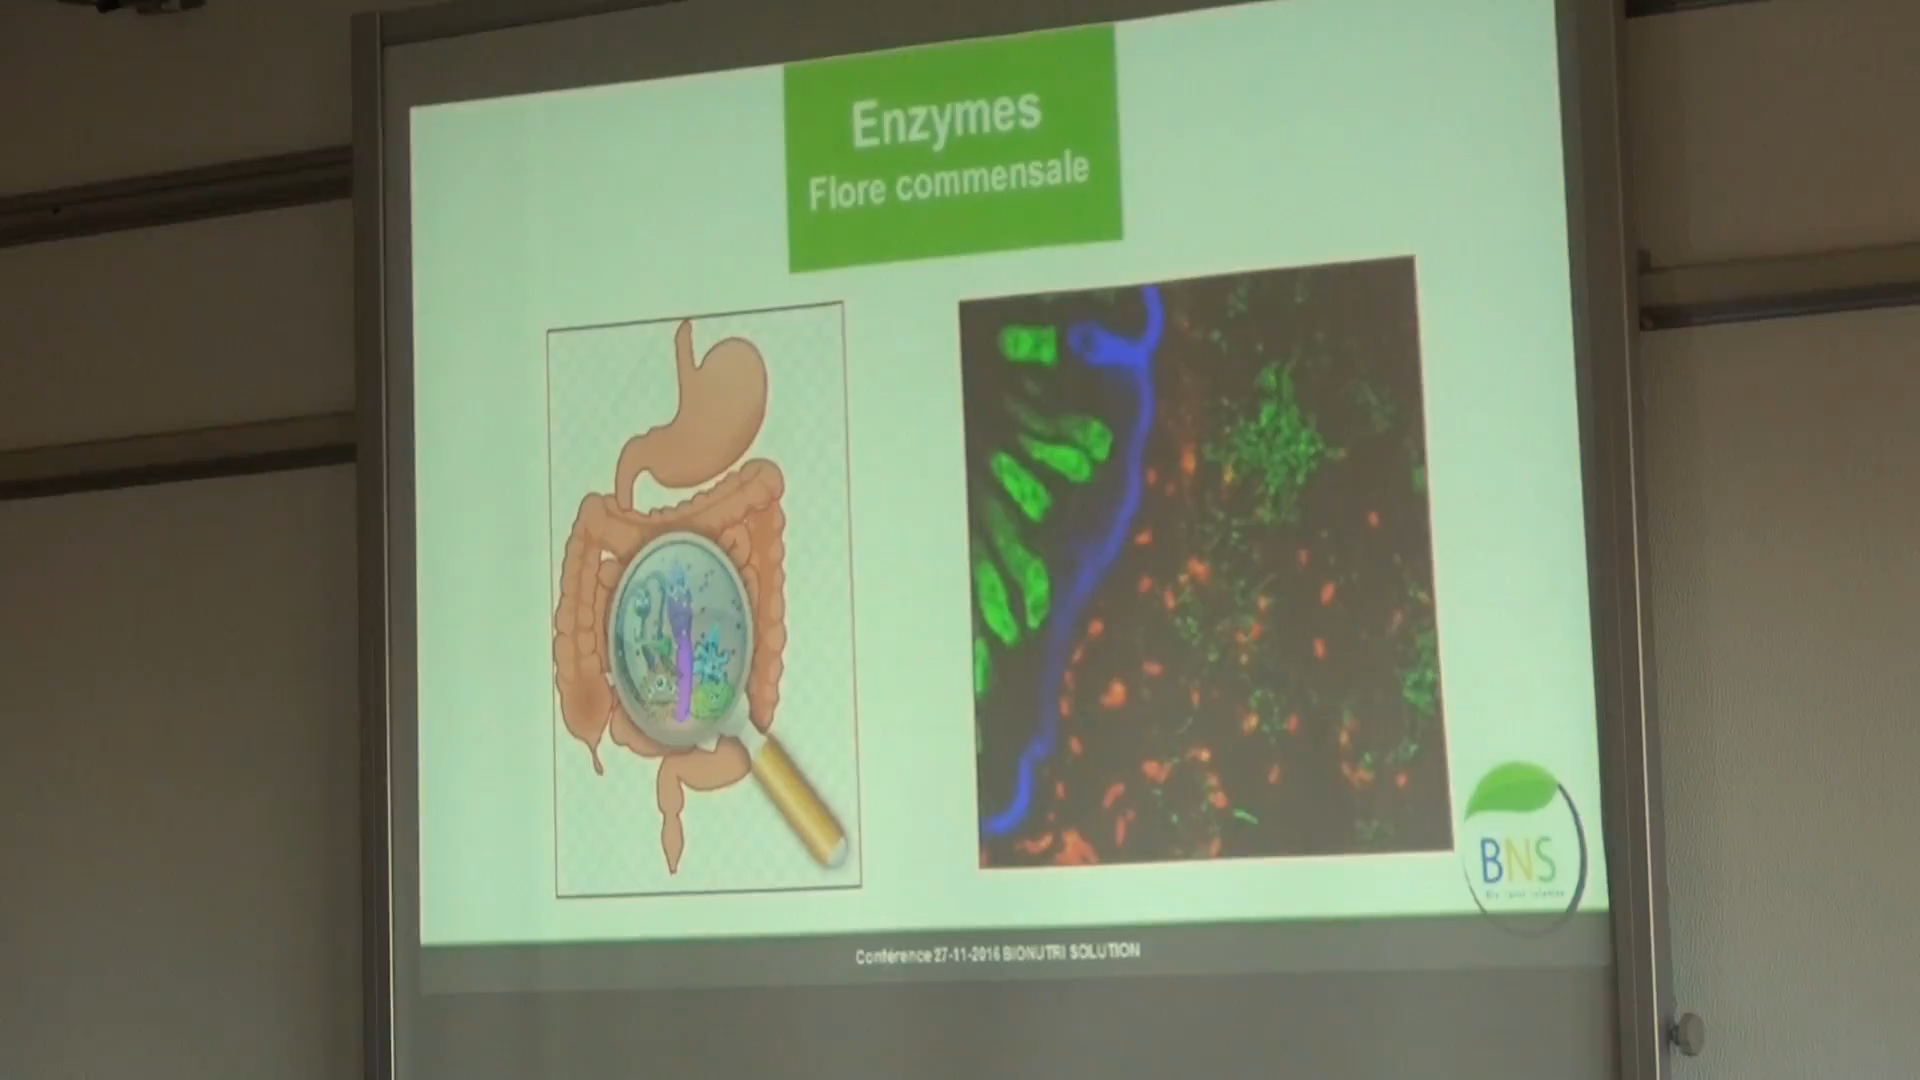 Enzymes
Flore commensale
BNS
Conférence 27-11-2016 BIONUTRI SOLUTION